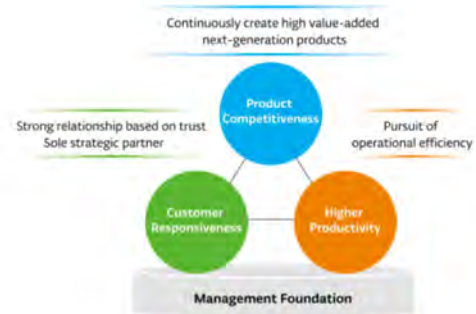 Continuously create high value-added
next-generation products
Product
Competitiveness
Strong relationship based on trust
Sole strategic partner
Pursuit of
operational efficiency
Customer
Responsiveness
Higher
Productivity
Management Foundation